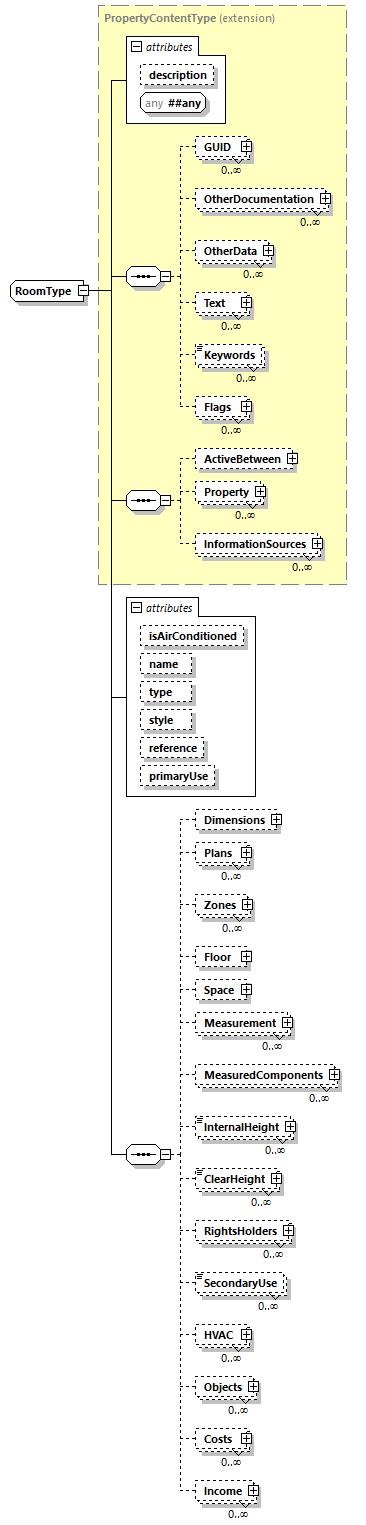 PropertyContentType (extension)
attributes
description
any ##any
GUID
0..∞
OtherDocumentation
0..∞
OtherData
0..∞
RoomType
Text
0..∞
Keywords
0..∞
Flags
0..∞
ActiveBetween
Property
0..∞
InformationSources
0..∞
attributes
isAirConditioned
name
type
style
reference
primaryUse
Dimensions
Plans
0..∞
Zones
0..∞
Floor
Space
Measurement
0..∞
MeasuredComponents
0..∞
InternalHeight
0..∞
ClearHeight
0..∞
RightsHolders
0..∞
SecondaryUse
0..∞
HVAC
0..∞
Objects
0..∞
Costs
0..∞
Income
0..∞